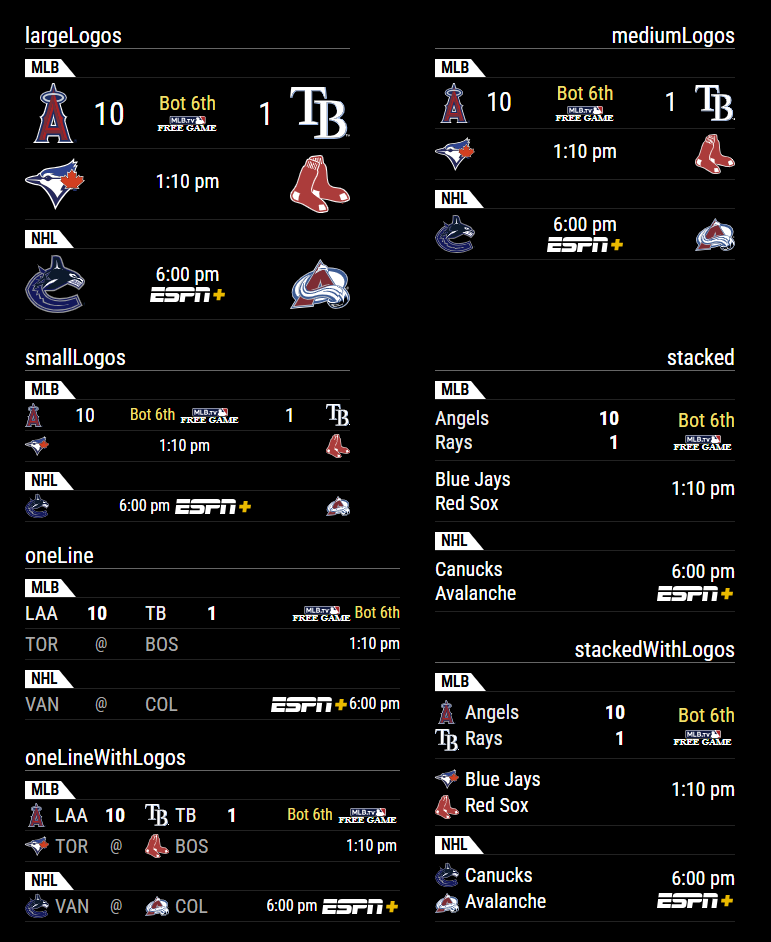 largeLogos
MLB
10 Bot 6th 1
MLB.TV
FREE GAME
1:10 pm
NHL
6:00 pm
ESPN+
mediumLogos
MLB
10 Bot 6th 1
MLB.TV
FREE GAME
1:10 pm
NHL
6:00 pm
ESPN+
smallLogos
MLB
10 Bot 6th MLB.TV FREE GAME 1
1:10 pm
NHL
6:00 pm ESPN+
stacked
MLB
Angels 10 Bot 6th
Rays 1 MLB.TV FREE GAME
Blue Jays
Red Sox
1:10 pm
NHL
Canucks 6:00 pm
Avalanche ESPN+
oneLine
MLB
LAA 10 TB 1 MLB.TV FREE GAME Bot 6th
TOR @ BOS 1:10 pm
NHL
VAN @ COL ESPN+ 6:00 pm
stackedWithLogos
MLB
Angels 10 Bot 6th
TB Rays 1 MLB.TV FREE GAME
Blue Jays
Red Sox
1:10 pm
NHL
Canucks 6:00 pm
Avalanche ESPN+
oneLineWithLogos
MLB
A LAA 10 TB TB 1 Bot 6th MLB.TV FREE GAME
TOR @ BOS 1:10 pm
NHL
VAN @ COL 6:00 pm ESPN+